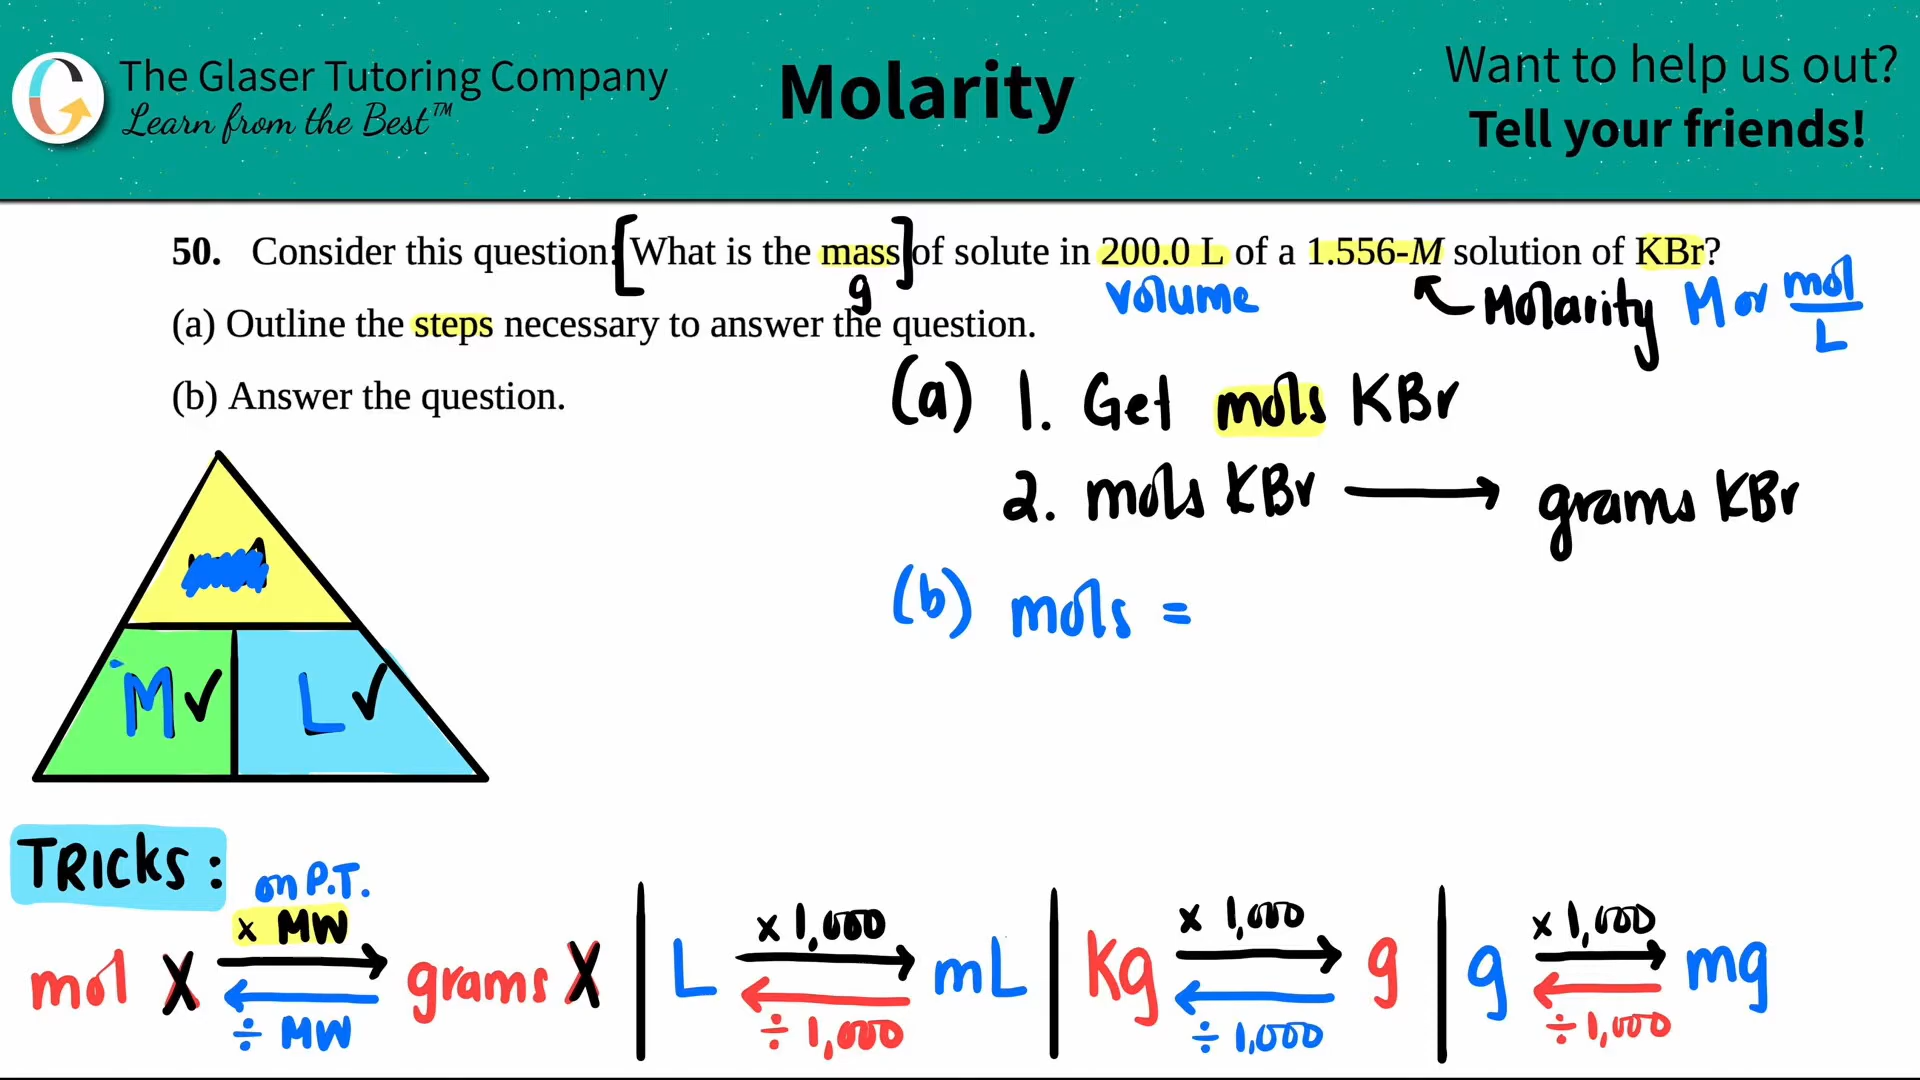 The Glaser Tutoring Company
Learn from the Best™
Molarity
Want to help us out?
Tell your friends!
50. Consider this question: [What is the mass] of solute in 200.0 L of a 1.556-M solution of KBr?
g
volume
Molarity M or mol/L
(a) Outline the steps necessary to answer the question.
(b) Answer the question.
(a) 1. Get mols KBr
2. mols KBr → grams KBr
(b) mols =
M✓ L✓
TRICKS:
on P.T.
x MW
mol X → grams X
← ÷ MW
x 1,000
L → mL
← ÷ 1,000
x 1,000
Kg → g
← ÷ 1,000
x 1,000
g → mg
← ÷ 1,000